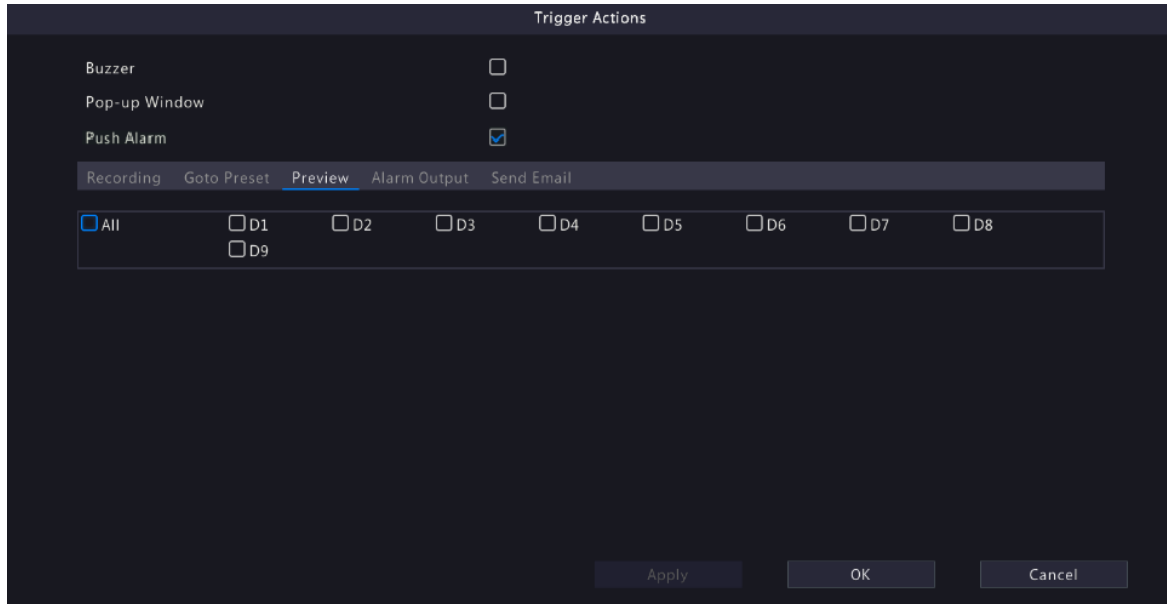 Trigger Actions
Buzzer
Pop-up Window
Push Alarm
Recording Goto Preset Preview Alarm Output Send Email
All D1 D2 D3 D4 D5 D6 D7 D8
D9
Apply OK Cancel